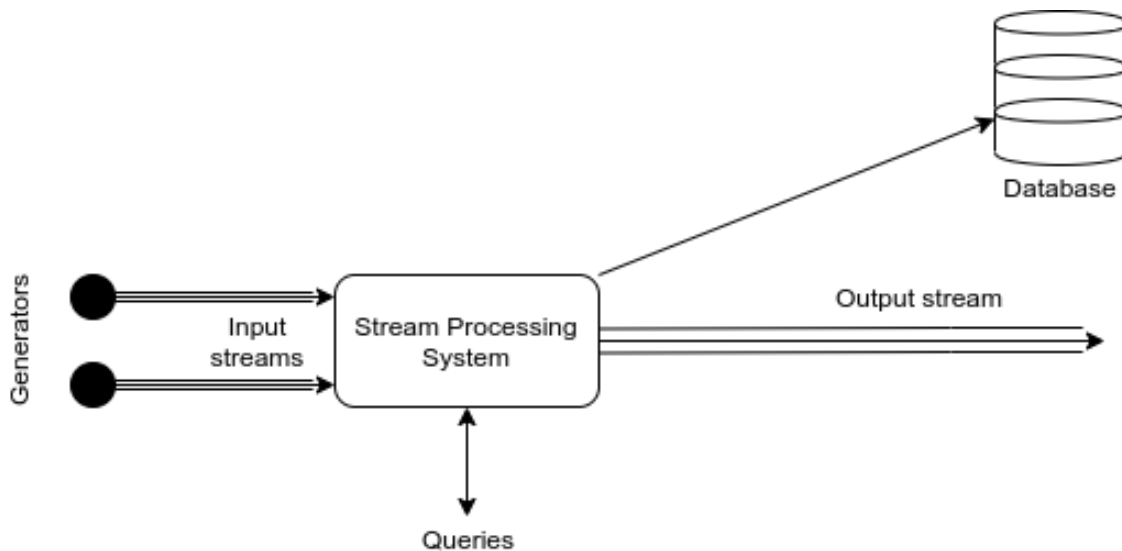 Database
Generators
Input
streams
Stream Processing
System
Output stream
Queries